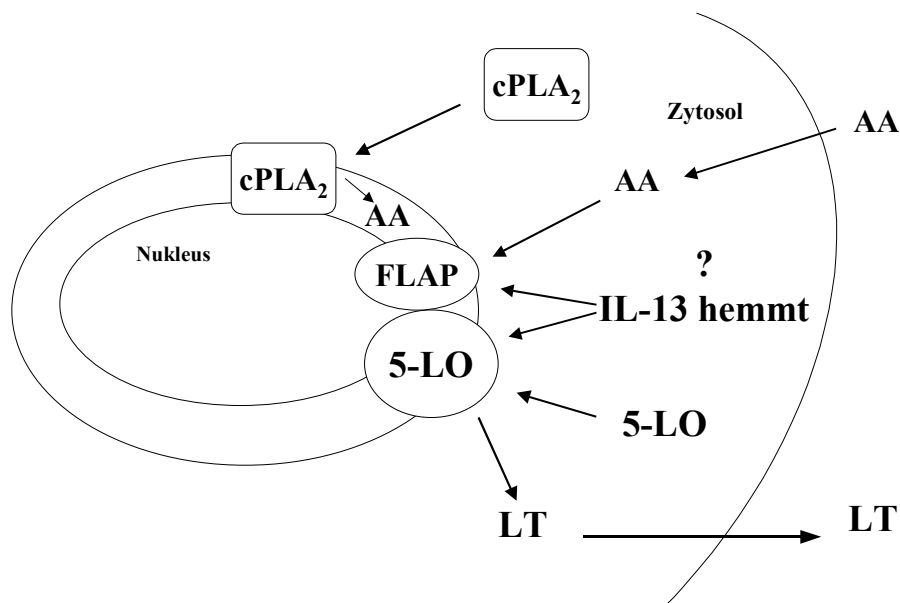 cPLA₂
Zytosol
AA
cPLA₂
AA
AA
Nukleus
FLAP
?
IL-13 hemmt
5-LO
5-LO
LT
LT